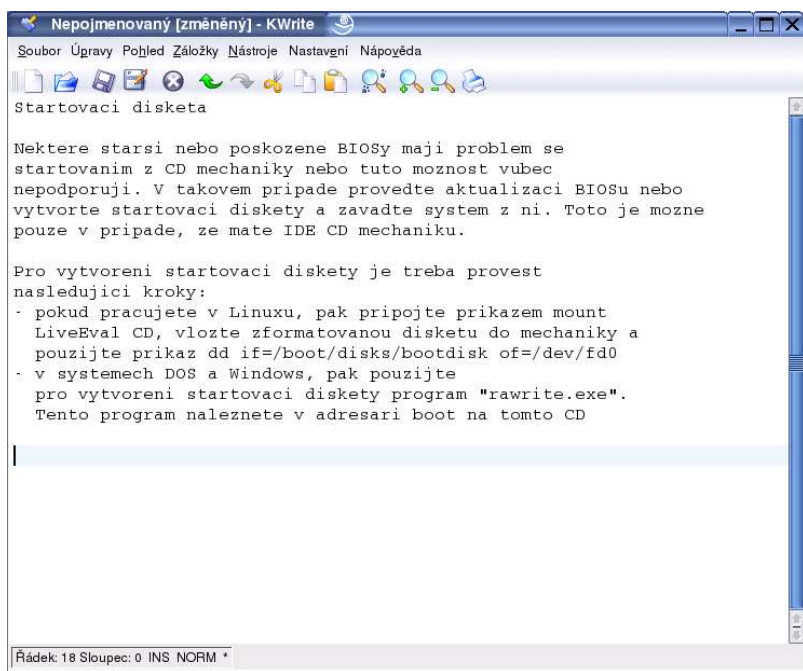 Nepojmenovaný [změněný] - KWrite
Soubor Úpravy Pohled Záložky Nástroje Nastavení Nápověda
Startovaci disketa
Nektere starsi nebo poskozene BIOSy maji problem se
startovanim z CD mechaniky nebo tuto moznost vubec
nepodporuji. V takovem pripade provedte aktualizaci BIOSu nebo
vytvorte startovaci diskety a zavadte system z ni. Toto je mozne
pouze v pripade, ze mate IDE CD mechaniku.
Pro vytvoreni startovaci diskety je treba provest
nasledujici kroky:
- pokud pracujete v Linuxu, pak pripojte prikazem mount
LiveEval CD, vlozte zformatovanou disketu do mechaniky a
pouzijte prikaz dd if=/boot/disks/bootdisk of=/dev/fd0
- v systemech DOS a Windows, pak pouzijte
pro vytvoreni startovaci diskety program "rawrite.exe".
Tento program naleznete v adresari boot na tomto CD
Řádek: 18 Sloupec: 0 INS NORM *